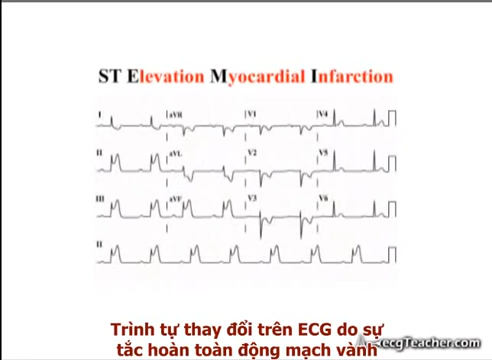 ST Elevation Myocardial Infarction
I aVR V1 V4
II aVL V2 V5
III aVF V3 V6
II
Trình tự thay đổi trên ECG do sự
tắc hoàn toàn động mạch vành
ecgTeacher.com